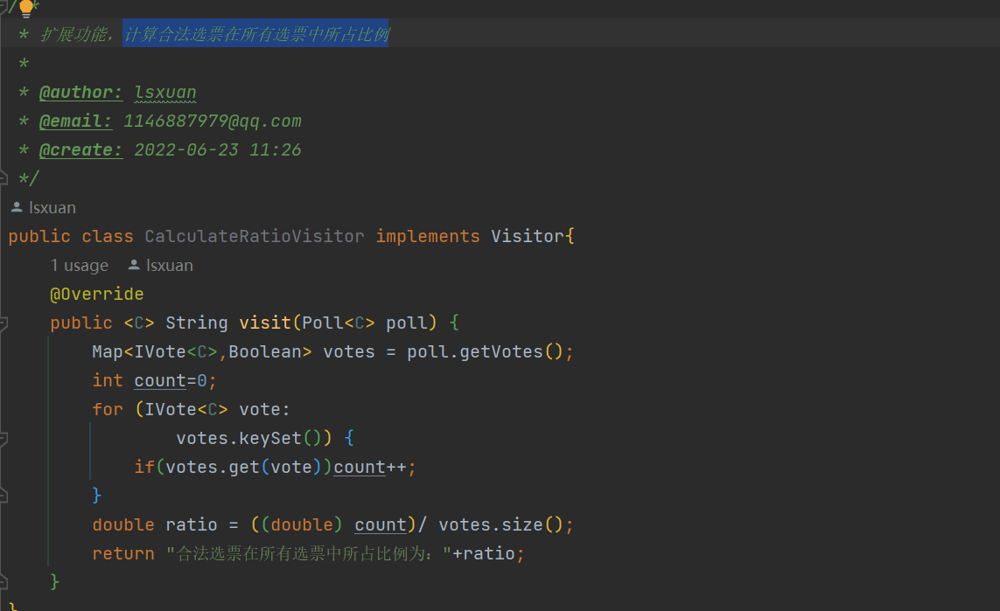 /**
* 扩展功能，计算合法选票在所有选票中所占比例
*
* @author: lsxuan
* @email: 1146887979@qq.com
* @create: 2022-06-23 11:26
*/
lsxuan
public class CalculateRatioVisitor implements Visitor{
1 usage lsxuan
@Override
public <C> String visit(Poll<C> poll) {
Map<IVote<C>,Boolean> votes = poll.getVotes();
int count=0;
for (IVote<C> vote:
votes.keySet()) {
if(votes.get(vote))count++;
}
double ratio = ((double) count)/ votes.size();
return "合法选票在所有选票中所占比例为："+ratio;
}
}